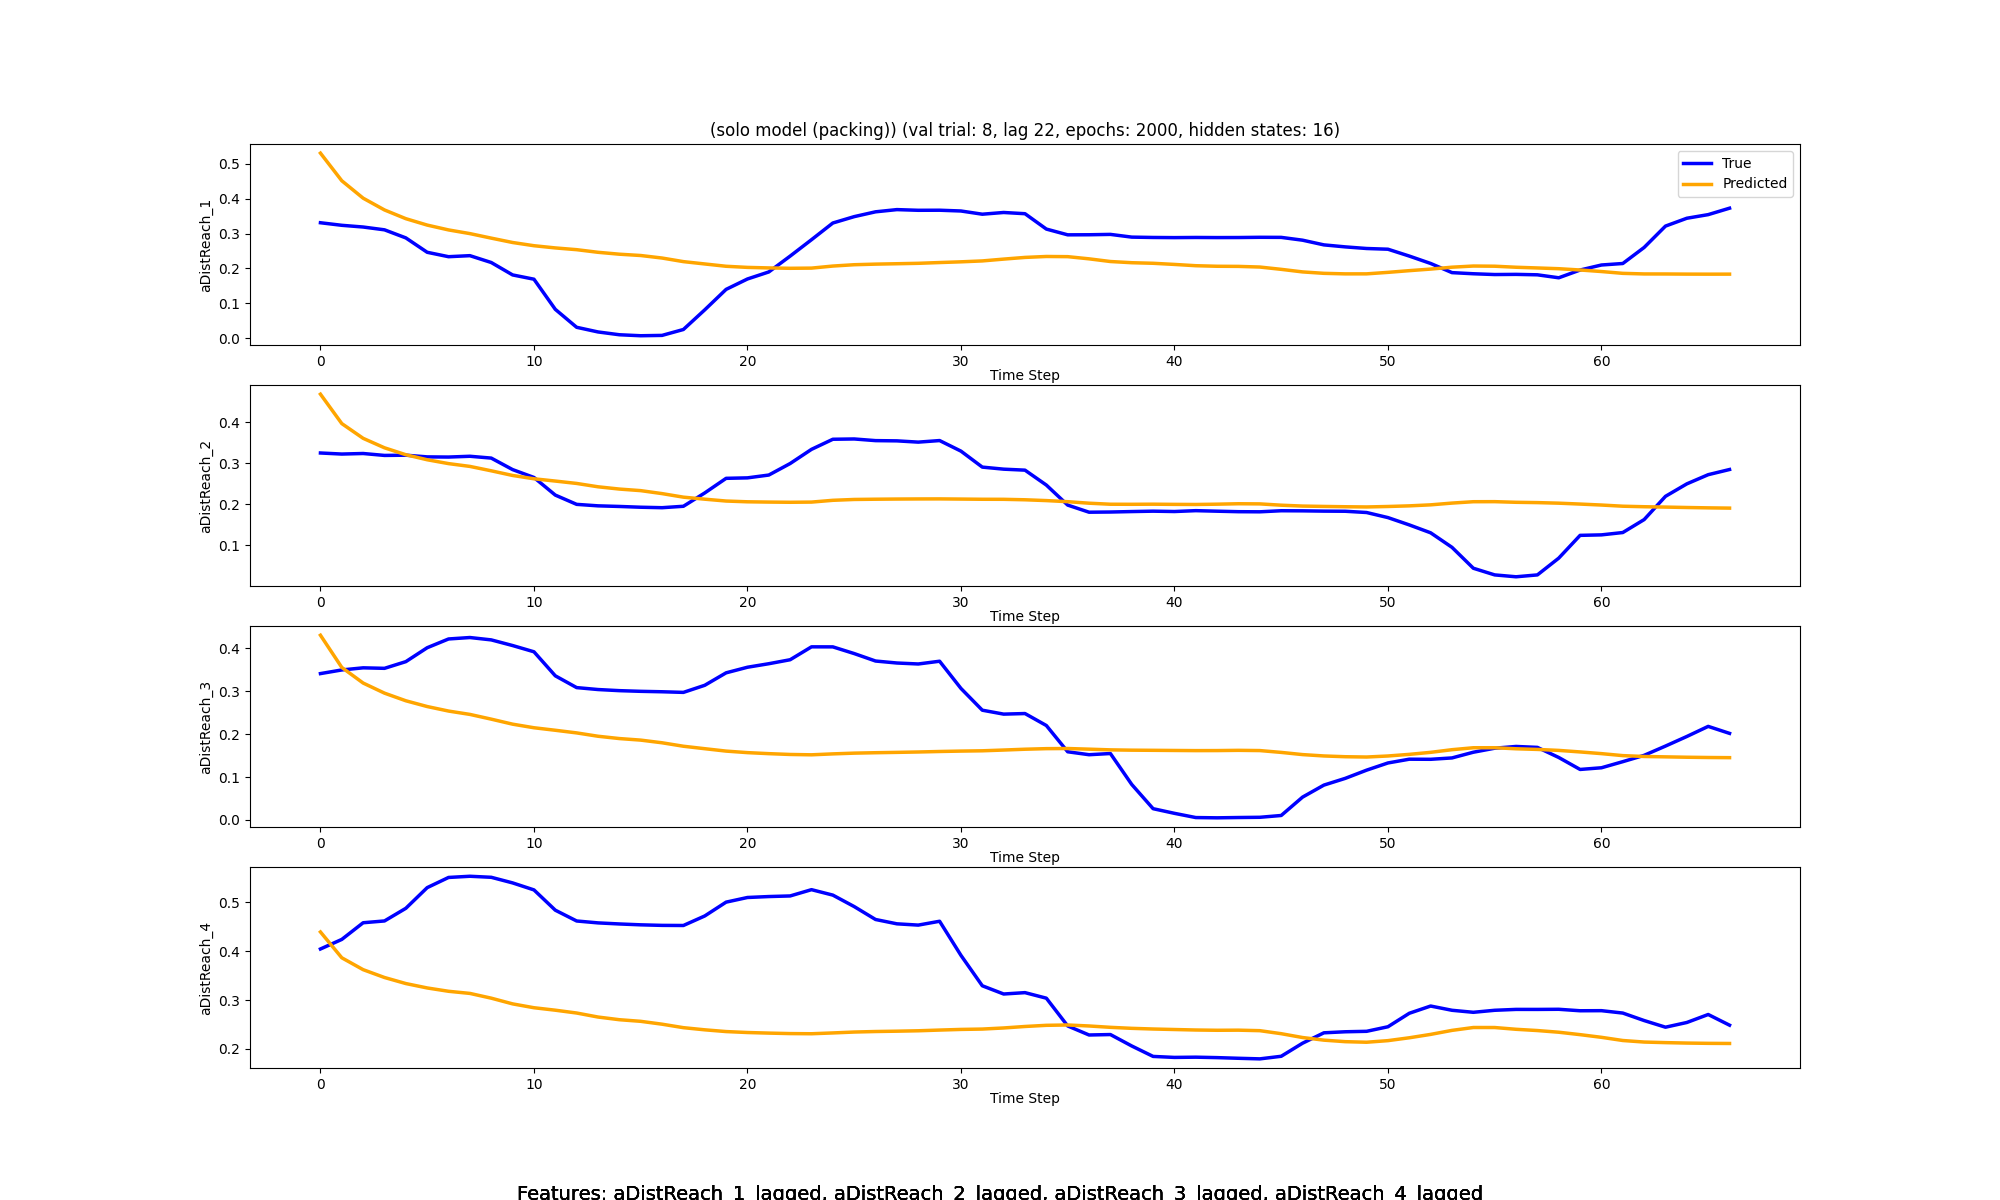 (solo model (packing)) (val trial: 8, lag 22, epochs: 2000, hidden states: 16)
True
Predicted
aDistReach_1
0.5
0.4
0.3
0.2
0.1
0.0
0 10 20 30 40 50 60
Time Step
aDistReach_2
0.4
0.3
0.2
0.1
0 10 20 30 40 50 60
Time Step
aDistReach_3
0.4
0.3
0.2
0.1
0.0
0 10 20 30 40 50 60
Time Step
aDistReach_4
0.5
0.4
0.3
0.2
0 10 20 30 40 50 60
Time Step
Features: aDistReach_1_lagged, aDistReach_2_lagged, aDistReach_3_lagged, aDistReach_4_lagged